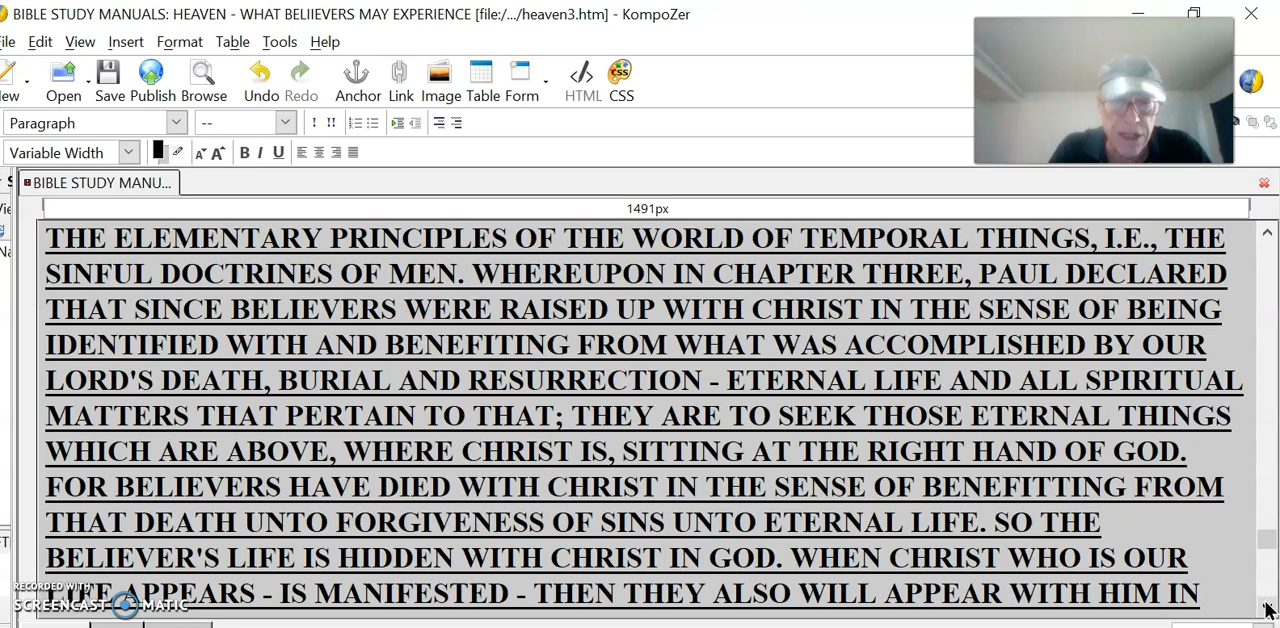 BIBLE STUDY MANUALS: HEAVEN - WHAT BELIIEVERS MAY EXPERIENCE [file:/.../heaven3.htm] - KompoZer
Edit View Insert Format Table Tools Help
Open Save Publish Browse Undo Redo Anchor Link Image Table Form HTML CSS
Paragraph --
Variable Width B I U
BIBLE STUDY MANU...
1491px
THE ELEMENTARY PRINCIPLES OF THE WORLD OF TEMPORAL THINGS, I.E., THE
SINFUL DOCTRINES OF MEN. WHEREUPON IN CHAPTER THREE, PAUL DECLARED
THAT SINCE BELIEVERS WERE RAISED UP WITH CHRIST IN THE SENSE OF BEING
IDENTIFIED WITH AND BENEFITING FROM WHAT WAS ACCOMPLISHED BY OUR
LORD'S DEATH, BURIAL AND RESURRECTION - ETERNAL LIFE AND ALL SPIRITUAL
MATTERS THAT PERTAIN TO THAT; THEY ARE TO SEEK THOSE ETERNAL THINGS
WHICH ARE ABOVE, WHERE CHRIST IS, SITTING AT THE RIGHT HAND OF GOD.
FOR BELIEVERS HAVE DIED WITH CHRIST IN THE SENSE OF BENEFITTING FROM
THAT DEATH UNTO FORGIVENESS OF SINS UNTO ETERNAL LIFE. SO THE
BELIEVER'S LIFE IS HIDDEN WITH CHRIST IN GOD. WHEN CHRIST WHO IS OUR
APPEARS - IS MANIFESTED - THEN THEY ALSO WILL APPEAR WITH HIM IN
RECORDED WITH
SCREENCAST MATIC